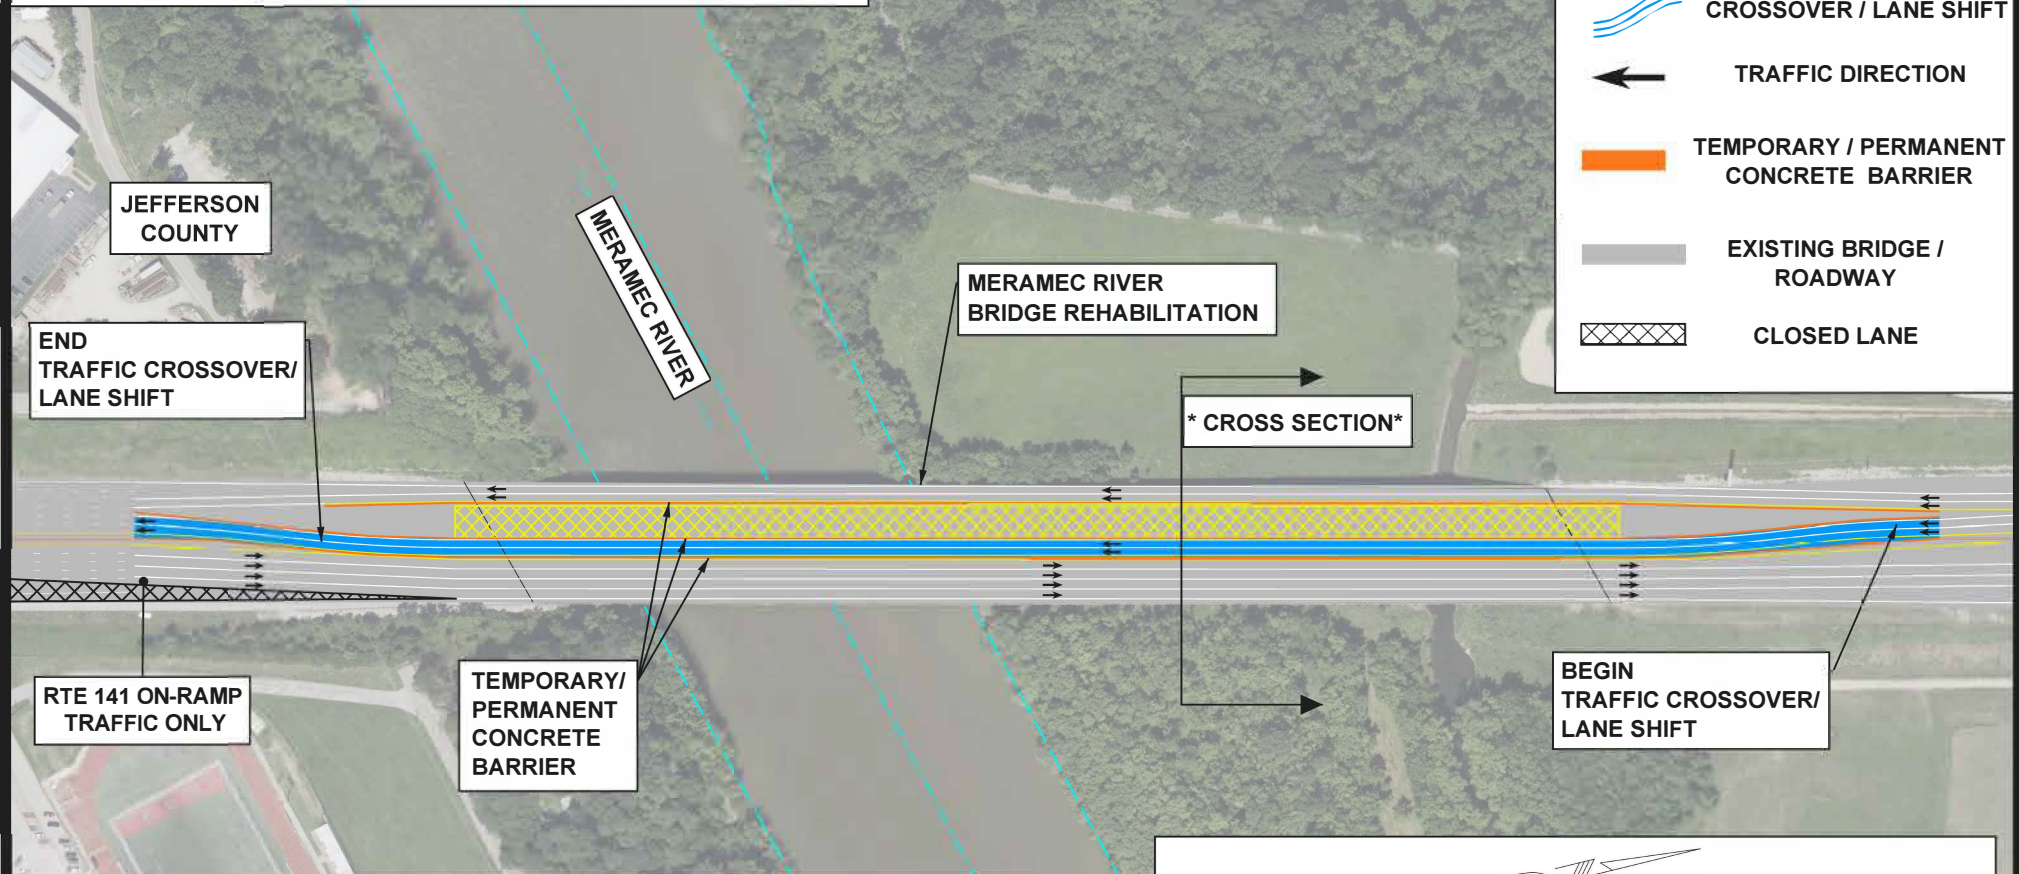 CROSSOVER / LANE SHIFT
TRAFFIC DIRECTION
TEMPORARY / PERMANENT
CONCRETE BARRIER
EXISTING BRIDGE /
ROADWAY
CLOSED LANE
JEFFERSON
COUNTY
MERAMEC RIVER
MERAMEC RIVER
BRIDGE REHABILITATION
END
TRAFFIC CROSSOVER/
LANE SHIFT
* CROSS SECTION*
RTE 141 ON-RAMP
TRAFFIC ONLY
TEMPORARY/
PERMANENT
CONCRETE
BARRIER
BEGIN
TRAFFIC CROSSOVER/
LANE SHIFT